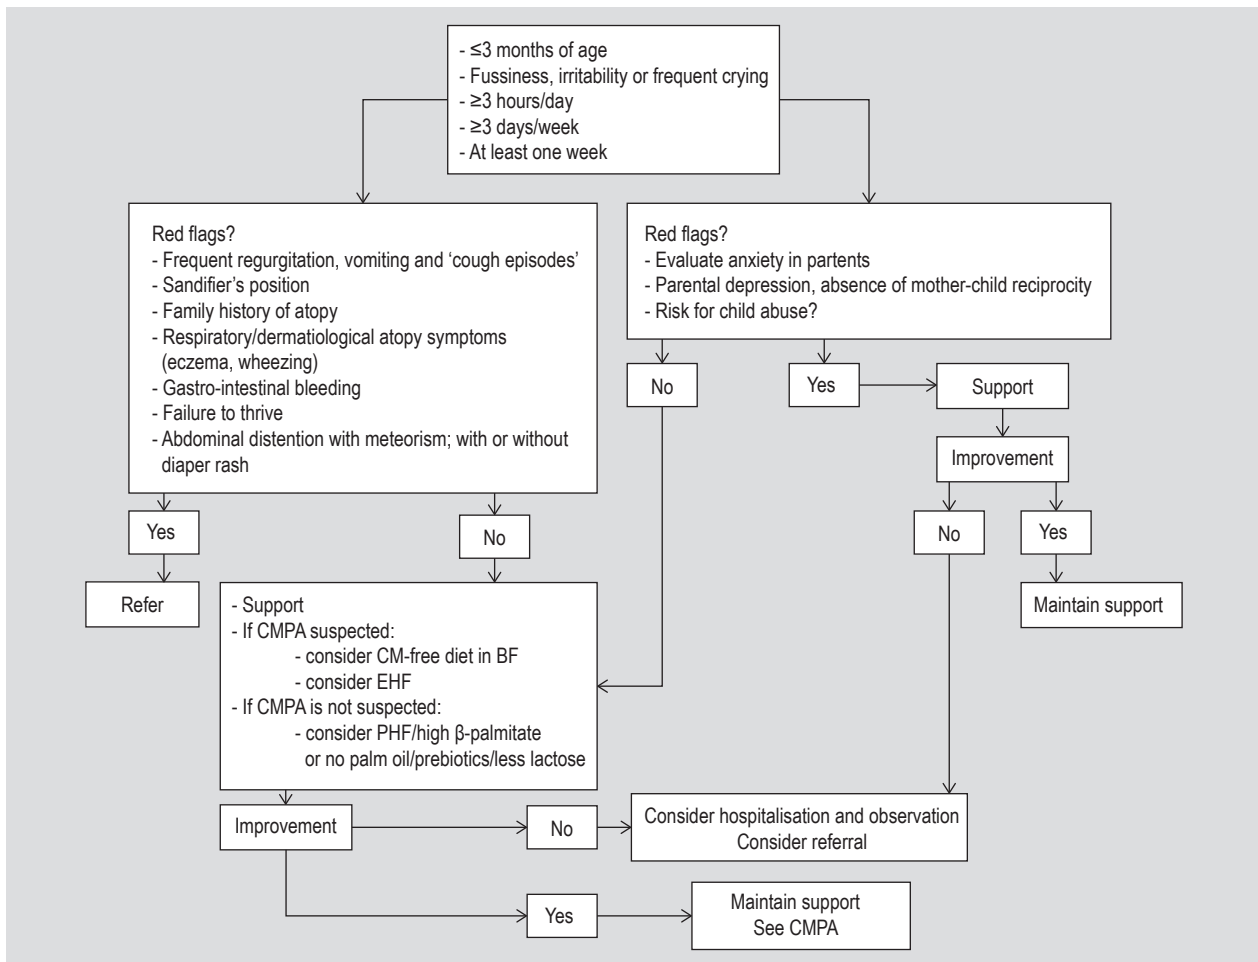 - ≤3 months of age
- Fussiness, irritability or frequent crying
- ≥3 hours/day
- ≥3 days/week
- At least one week
Red flags?
- Frequent regurgitation, vomiting and ‘cough episodes’
- Sandifier’s position
- Family history of atopy
- Respiratory/dermatiological atopy symptoms
(eczema, wheezing)
- Gastro-intestinal bleeding
- Failure to thrive
- Abdominal distention with meteorism; with or without
diaper rash
Red flags?
- Evaluate anxiety in partents
- Parental depression, absence of mother-child reciprocity
- Risk for child abuse?
No
Yes
Support
Improvement
No
Yes
Maintain support
Yes
No
Refer
- Support
- If CMPA suspected:
- consider CM-free diet in BF
- consider EHF
- If CMPA is not suspected:
- consider PHF/high β-palmitate
or no palm oil/prebiotics/less lactose
Improvement
No
Consider hospitalisation and observation
Consider referral
Yes
Maintain support
See CMPA